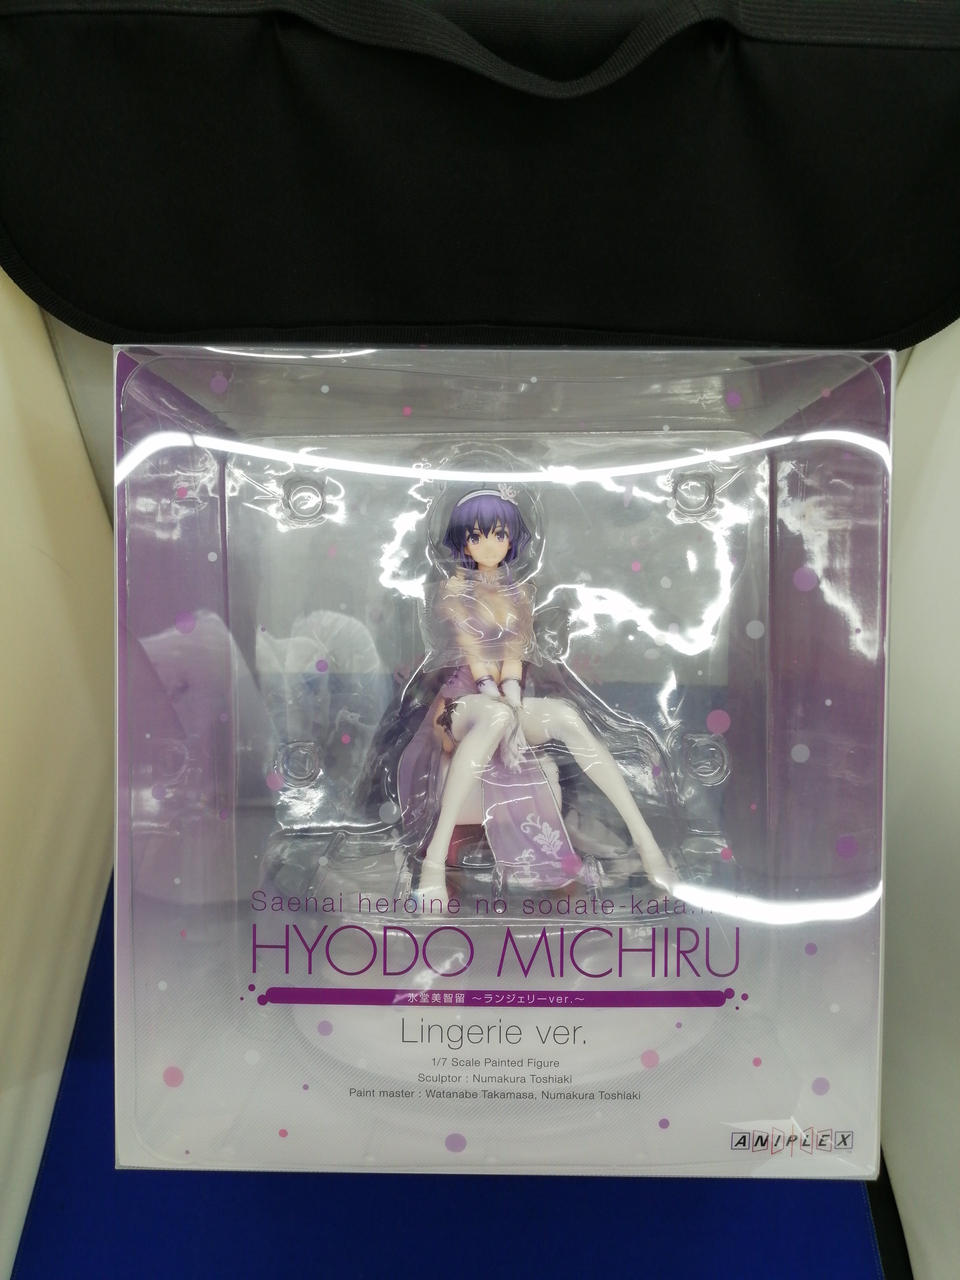 Saenai heroine no sodate-kata
HYODO MICHIRU
氷堂美智留 ～ランジェリーver.～
Lingerie ver.
1/7 Scale Painted Figure
Sculptor : Numakura Toshiaki
Paint master : Watanabe Takamasa, Numakura Toshiaki
ANIPLEX